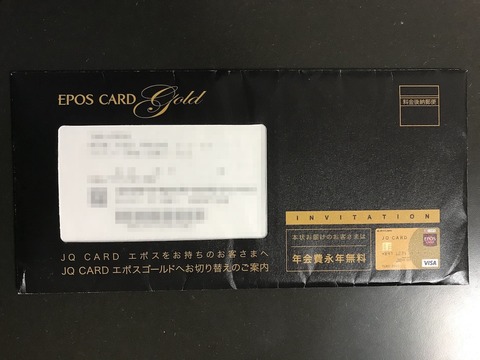 EPOS CARD Gold
料金後納郵便
INVITATION
本状お届けのお客さまは
年会費永年無料
JQ CARD
EPOS
VISA
JQ CARD エポスをお持ちのお客さまへ
JQ CARD エポスゴールドへお切り替えのご案内